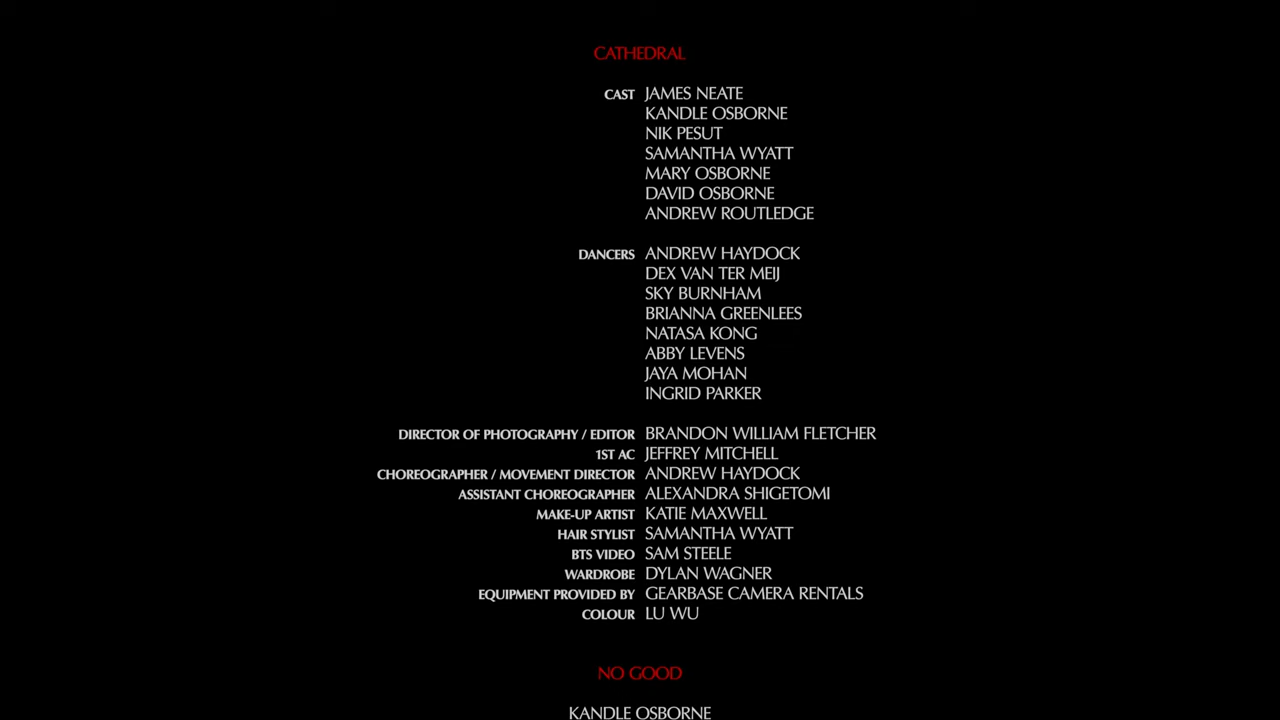 CATHEDRAL
CAST JAMES NEATE
KANDLE OSBORNE
NIK PESUT
SAMANTHA WYATT
MARY OSBORNE
DAVID OSBORNE
ANDREW ROUTLEDGE
DANCERS ANDREW HAYDOCK
DEX VAN TER MEIJ
SKY BURNHAM
BRIANNA GREENLEES
NATASA KONG
ABBY LEVENS
JAYA MOHAN
INGRID PARKER
DIRECTOR OF PHOTOGRAPHY / EDITOR BRANDON WILLIAM FLETCHER
1ST AC JEFFREY MITCHELL
CHOREOGRAPHER / MOVEMENT DIRECTOR ANDREW HAYDOCK
ASSISTANT CHOREOGRAPHER ALEXANDRA SHIGETOMI
MAKE-UP ARTIST KATIE MAXWELL
HAIR STYLIST SAMANTHA WYATT
BTS VIDEO SAM STEELE
WARDROBE DYLAN WAGNER
EQUIPMENT PROVIDED BY GEARBASE CAMERA RENTALS
COLOUR LU WU
NO GOOD
KANDLE OSBORNE